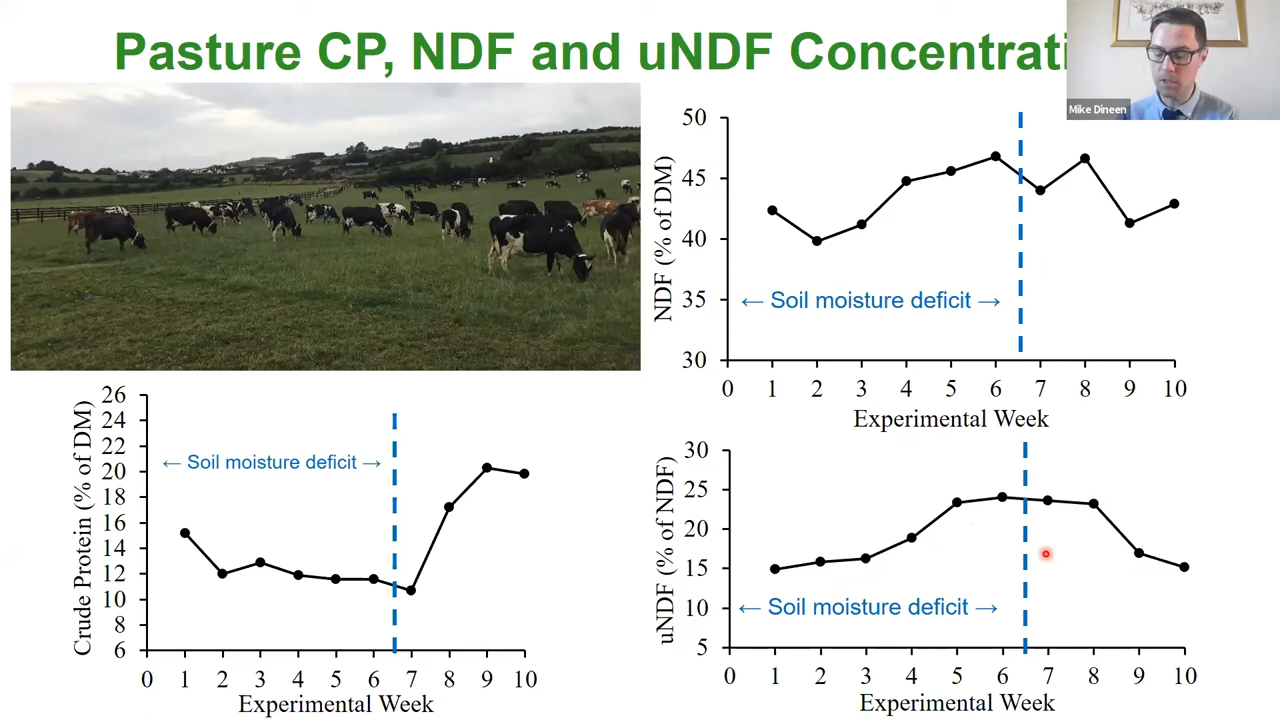 Pasture CP, NDF and uNDF
Mike Dineen
50
45
40
35
30
NDF (% of DM)
← Soil moisture deficit →
0 1 2 3 4 5 6 7 8 9 10
Experimental Week
26
24
22
20
18
16
14
12
10
8
6
Crude Protein (% of DM)
← Soil moisture deficit →
0 1 2 3 4 5 6 7 8 9 10
Experimental Week
30
25
20
15
10
5
uNDF (% of NDF)
← Soil moisture deficit →
0 1 2 3 4 5 6 7 8 9 10
Experimental Week